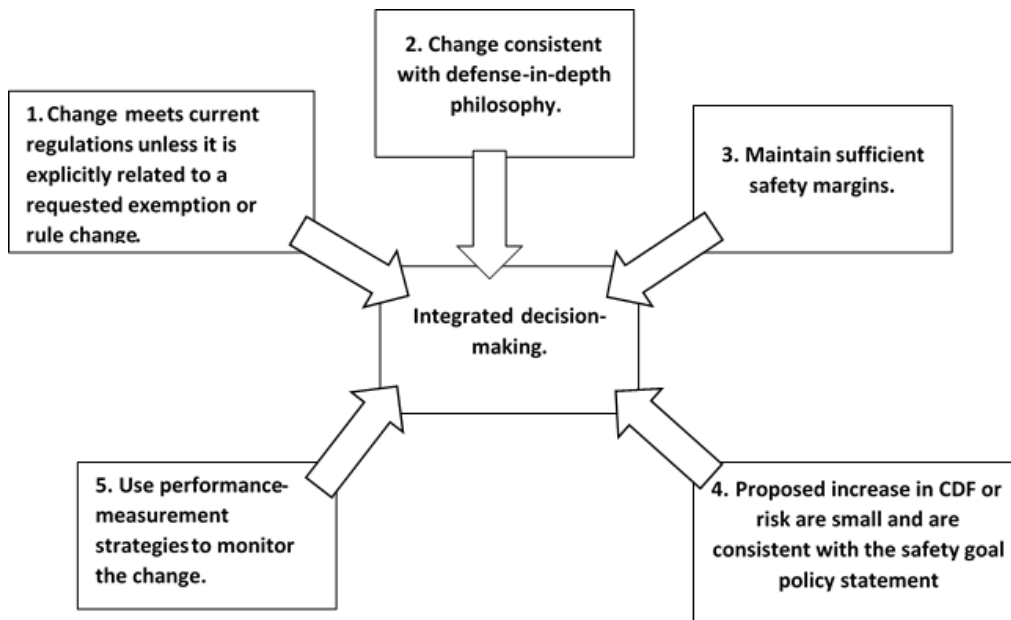 1. Change meets current
regulations unless it is
explicitly related to a
requested exemption or
rule change.
2. Change consistent
with defense-in-depth
philosophy.
3. Maintain sufficient
safety margins.
Integrated decision-
making.
5. Use performance-
measurement
strategies to monitor
the change.
4. Proposed increase in CDF or
risk are small and are
consistent with the safety goal
policy statement